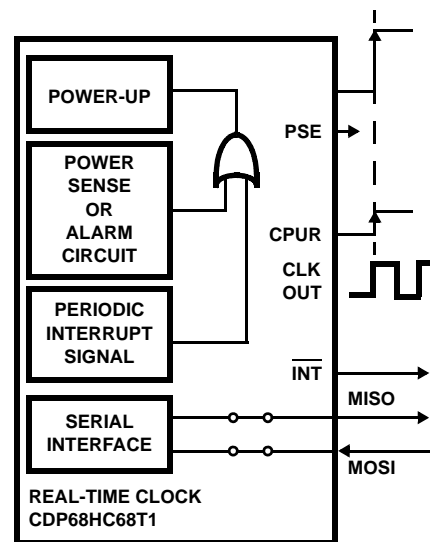 POWER-UP
POWER
SENSE
OR
ALARM
CIRCUIT
PERIODIC
INTERRUPT
SIGNAL
SERIAL
INTERFACE
REAL-TIME CLOCK
CDP68HC68T1
PSE
CPUR
CLK
OUT
INT
MISO
MOSI